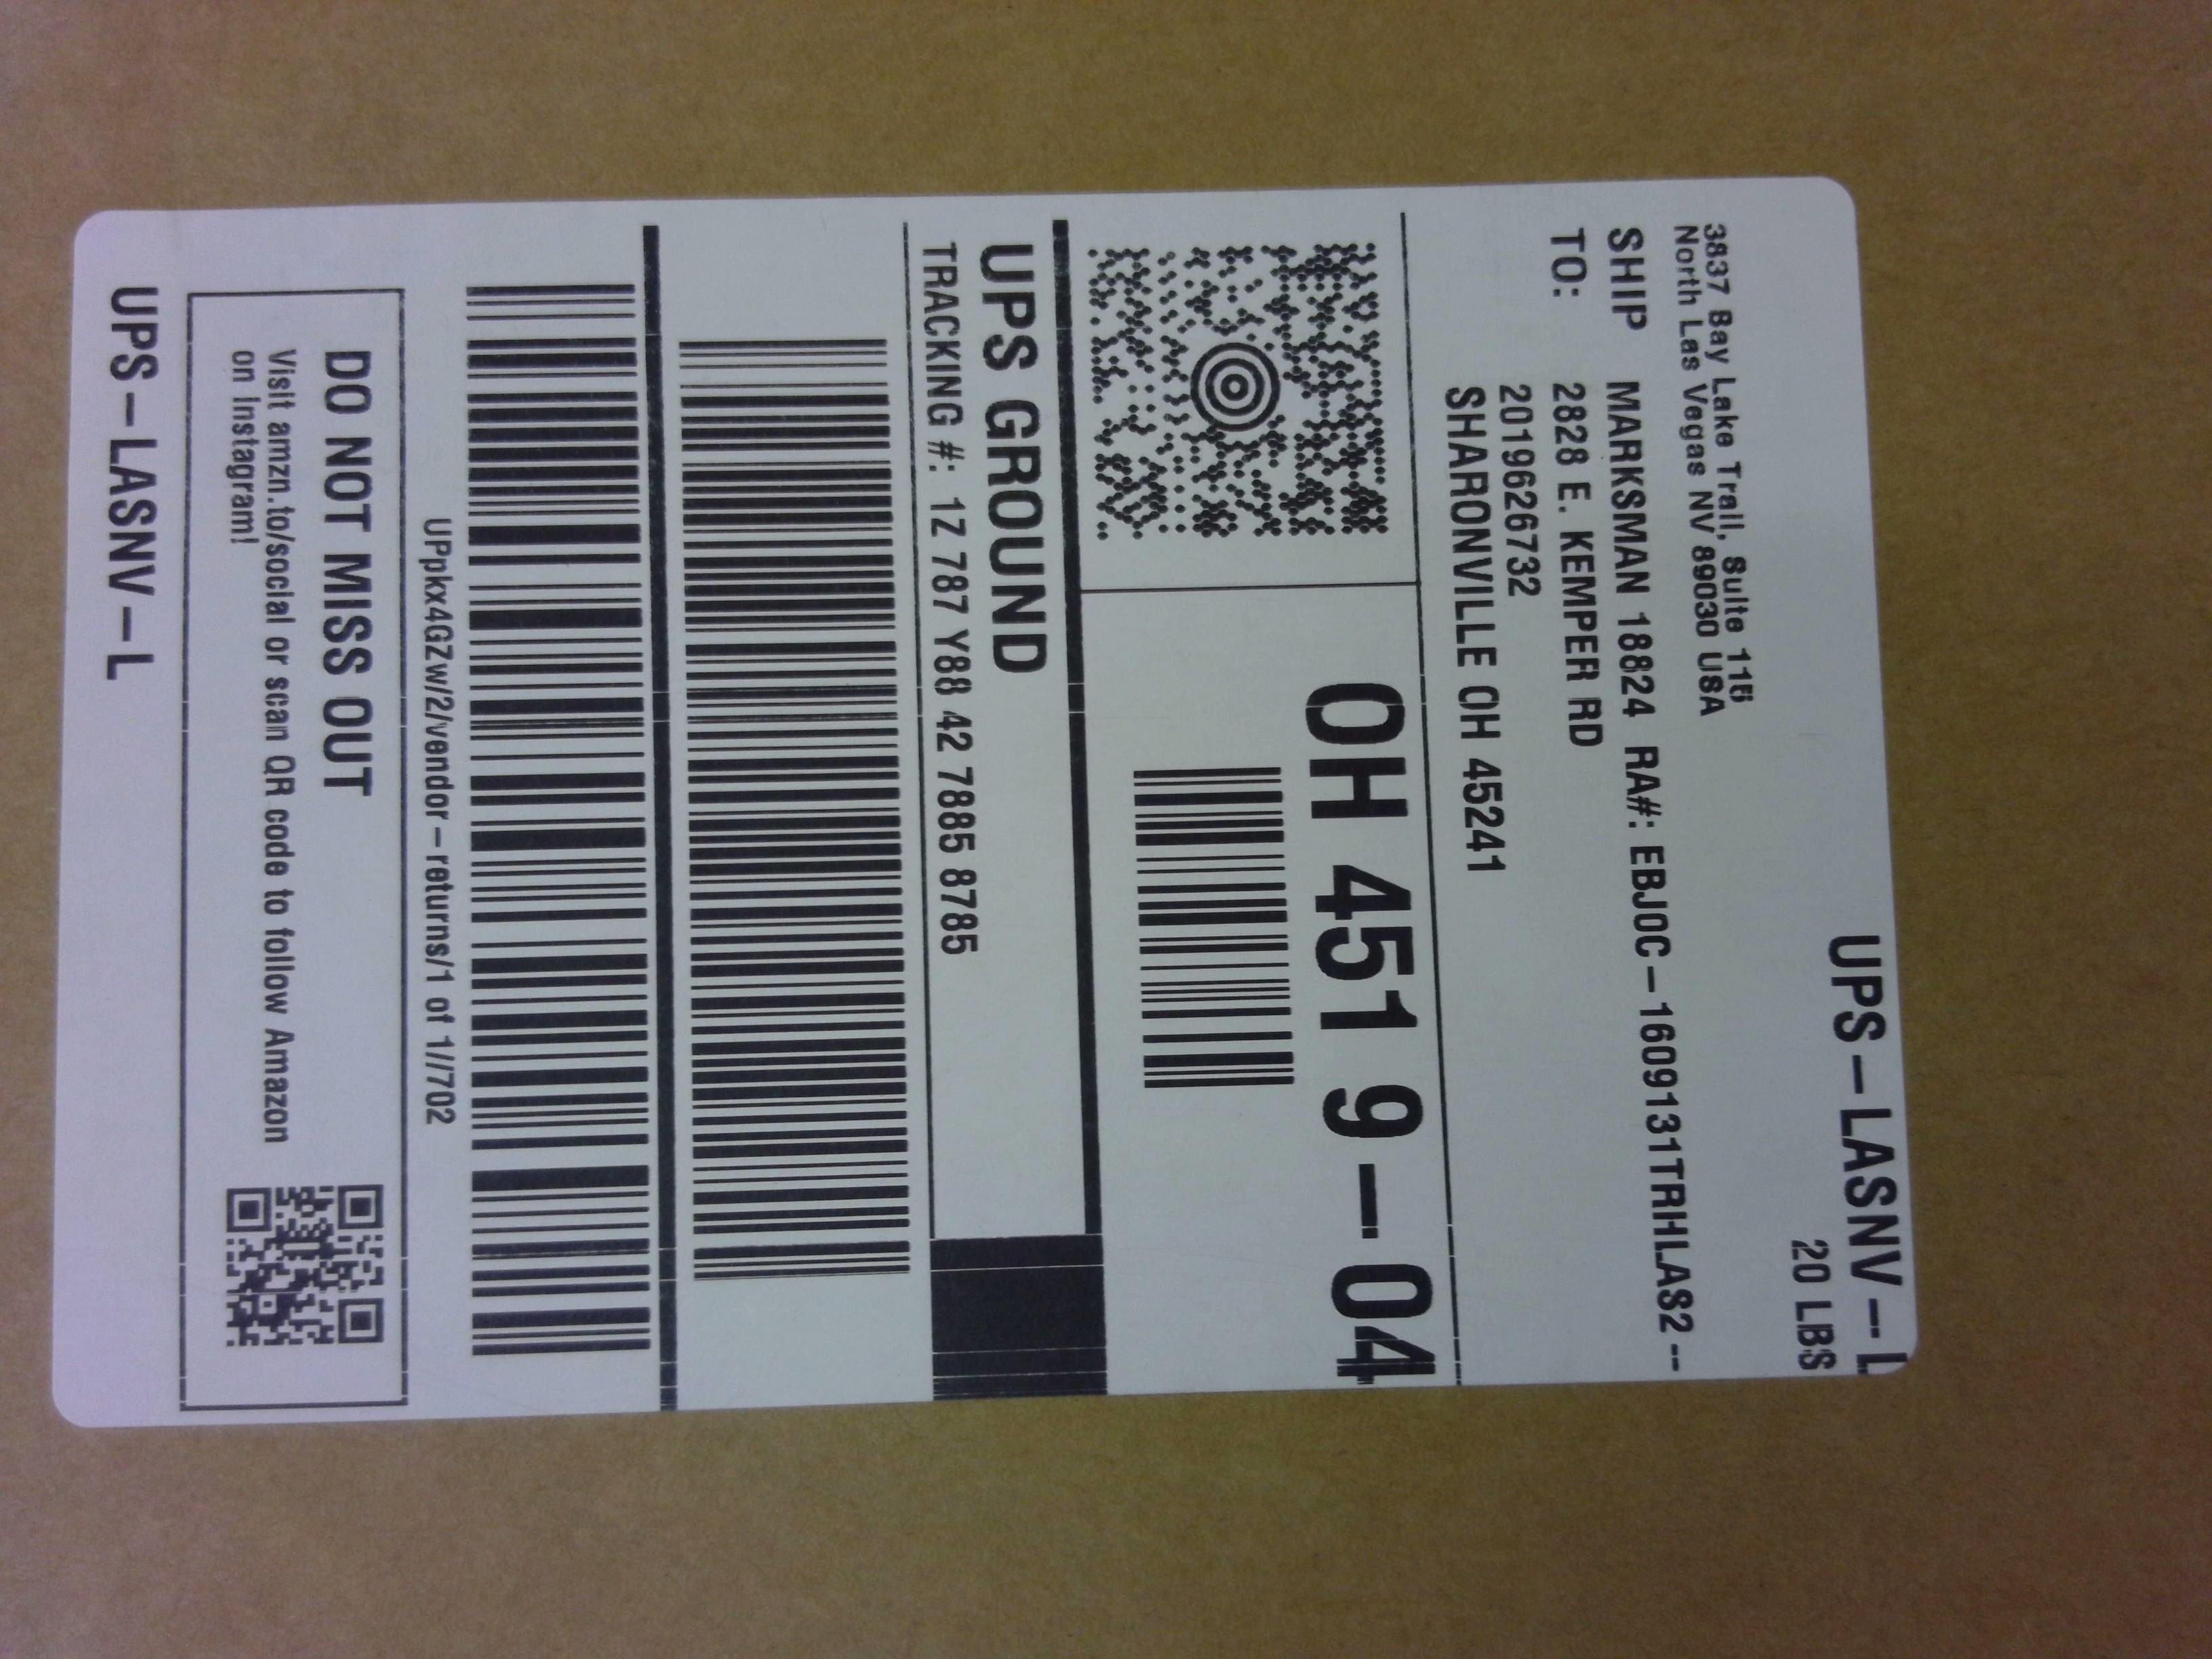 UPS-LASNV--L
20 LBS
3837 Bay Lake Trail, Suite 115
North Las Vegas NV 89030 USA
SHIP MARKSMAN 18824 RA#: EBJ0C-1609131TRHLAS2--
TO: 2828 E. KEMPER RD
2019626732
SHARONVILLE OH 45241
OH 451 9-04
UPS GROUND
TRACKING #: 1Z 787 Y88 42 7885 8785
UPpkx4GZw/2/vendor-returns/1 of 1//702
DO NOT MISS OUT
Visit amzn.to/social or scan QR code to follow Amazon
on Instagram!
UPS-LASNV-L